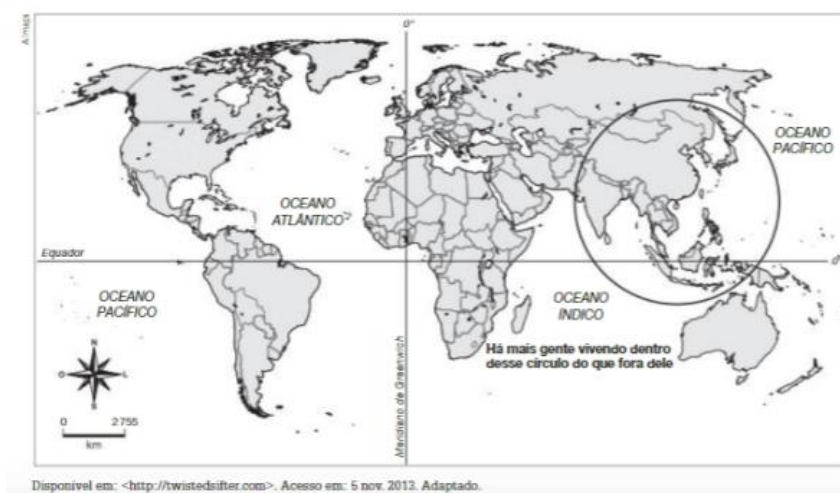 Allmaps
0°
OCEANO
PACÍFICO
OCEANO
ATLÂNTICO
Equador
0°
OCEANO
PACÍFICO
OCEANO
ÍNDICO
Há mais gente vivendo dentro
desse círculo do que fora dele
Meridiano de Greenwich
N
O
L
S
0
2755
km
Disponível em: <http://twistedsifter.com>. Acesso em: 5 nov. 2013. Adaptado.